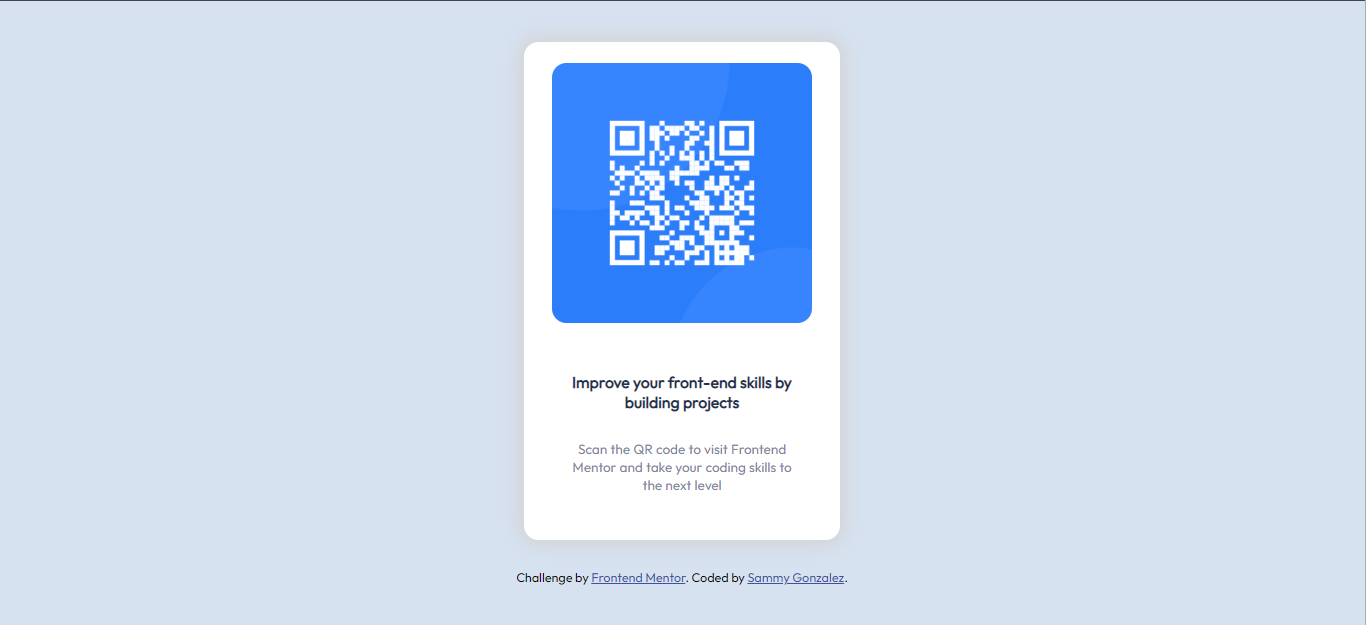 Improve your front-end skills by
building projects
Scan the QR code to visit Frontend
Mentor and take your coding skills to
the next level
Challenge by Frontend Mentor. Coded by Sammy Gonzalez.